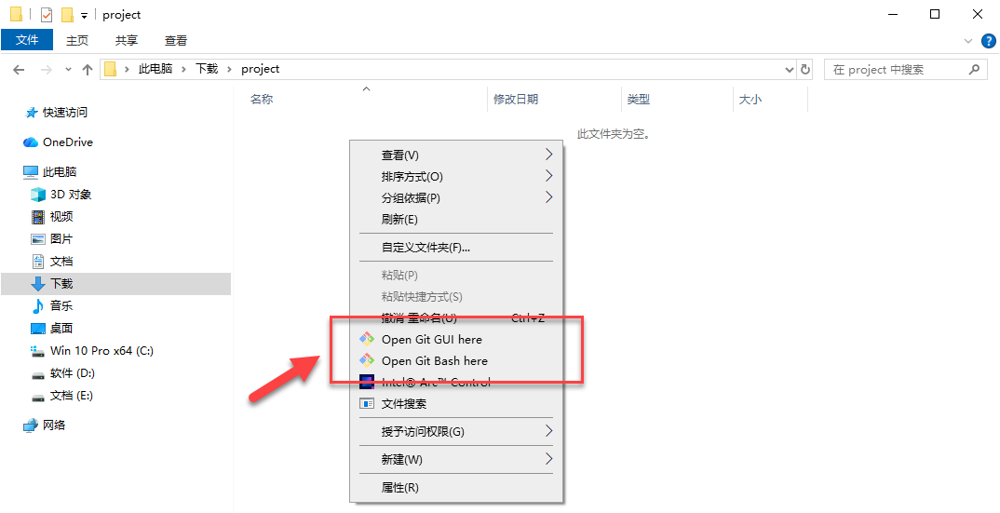 project
文件 主页 共享 查看
此电脑 下载 project 在 project 中搜索
名称 修改日期 类型 大小
此文件夹为空。
快速访问
OneDrive
此电脑
3D 对象
视频
图片
文档
下载
音乐
桌面
Win 10 Pro x64 (C:)
软件 (D:)
文档 (E:)
网络
查看(V)
排序方式(O)
分组依据(P)
刷新(E)
自定义文件夹(F)...
粘贴(P)
粘贴快捷方式(S)
撤消 重命名(U) Ctrl+Z
Open Git GUI here
Open Git Bash here
Intel® Arc™ Control
文件搜索
授予访问权限(G)
新建(W)
属性(R)